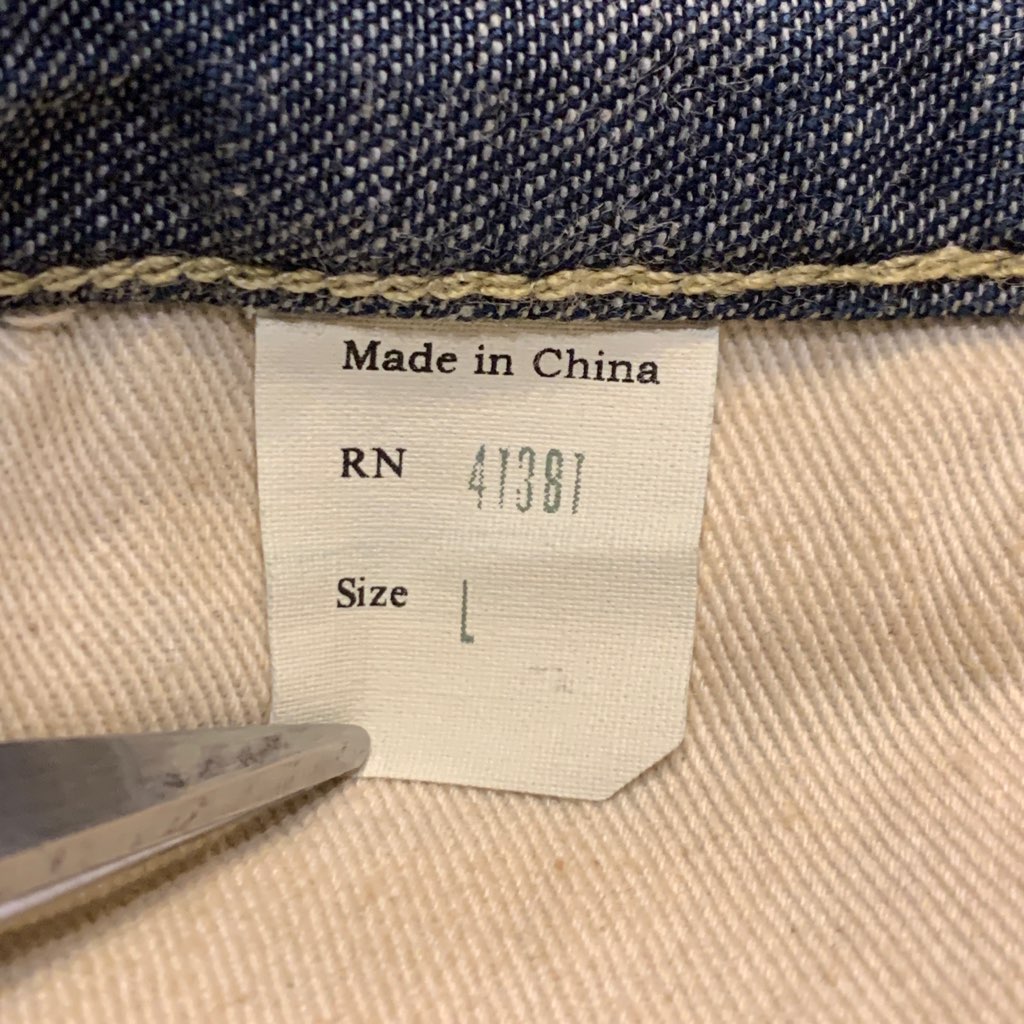 Made in China
RN 41381
Size L